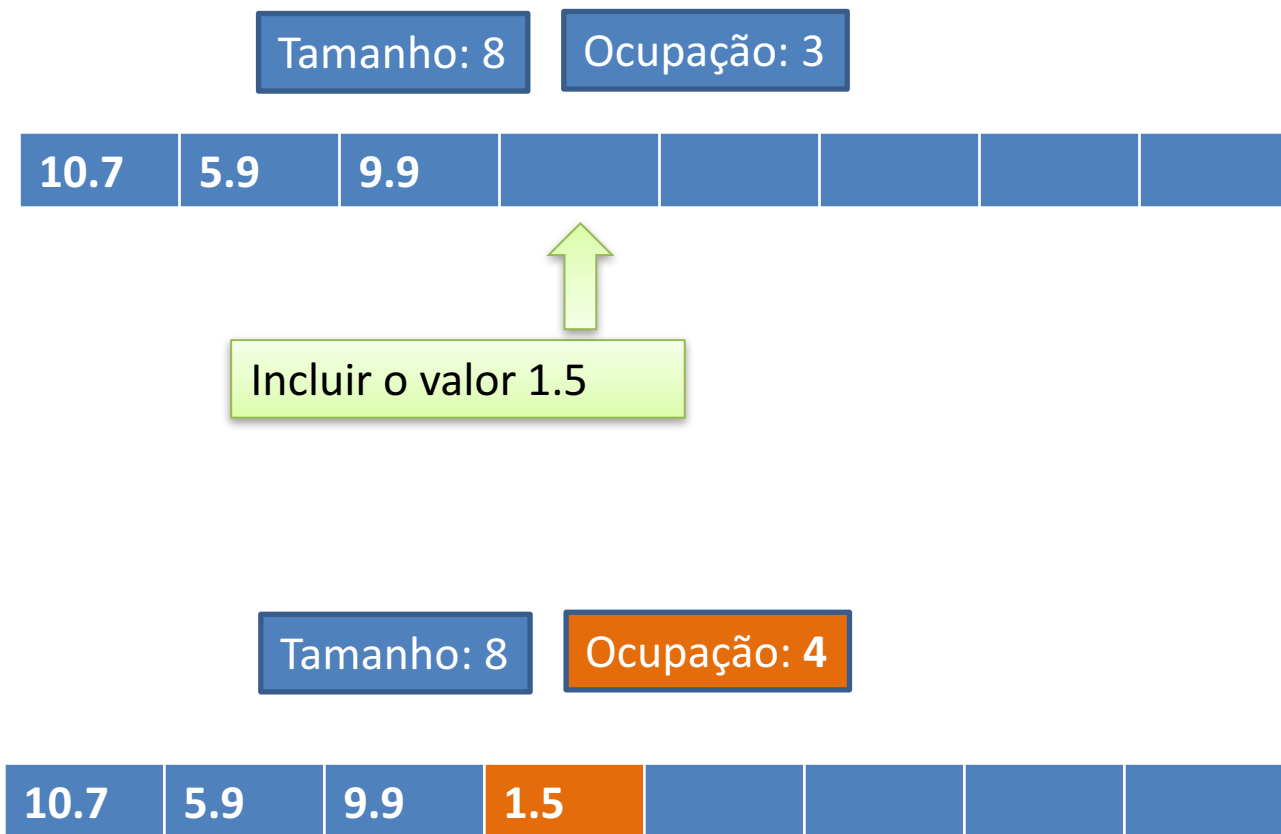 Tamanho: 8 Ocupação: 3
10.7 5.9 9.9
Incluir o valor 1.5
Tamanho: 8 Ocupação: 4
10.7 5.9 9.9 1.5